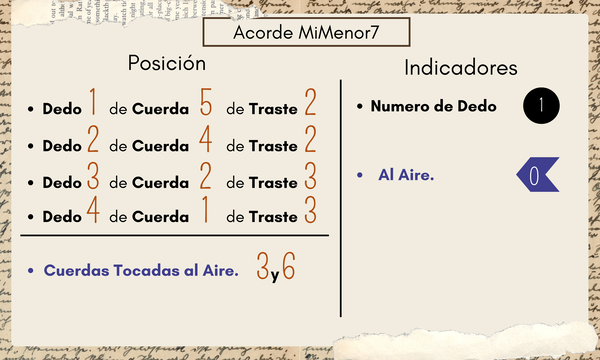 Acorde MiMenor7
Posición
• Dedo 1 de Cuerda 5 de Traste 2
• Dedo 2 de Cuerda 4 de Traste 2
• Dedo 3 de Cuerda 2 de Traste 3
• Dedo 4 de Cuerda 1 de Traste 3
• Cuerdas Tocadas al Aire. 3 y 6
Indicadores
• Numero de Dedo 1
• Al Aire. 0